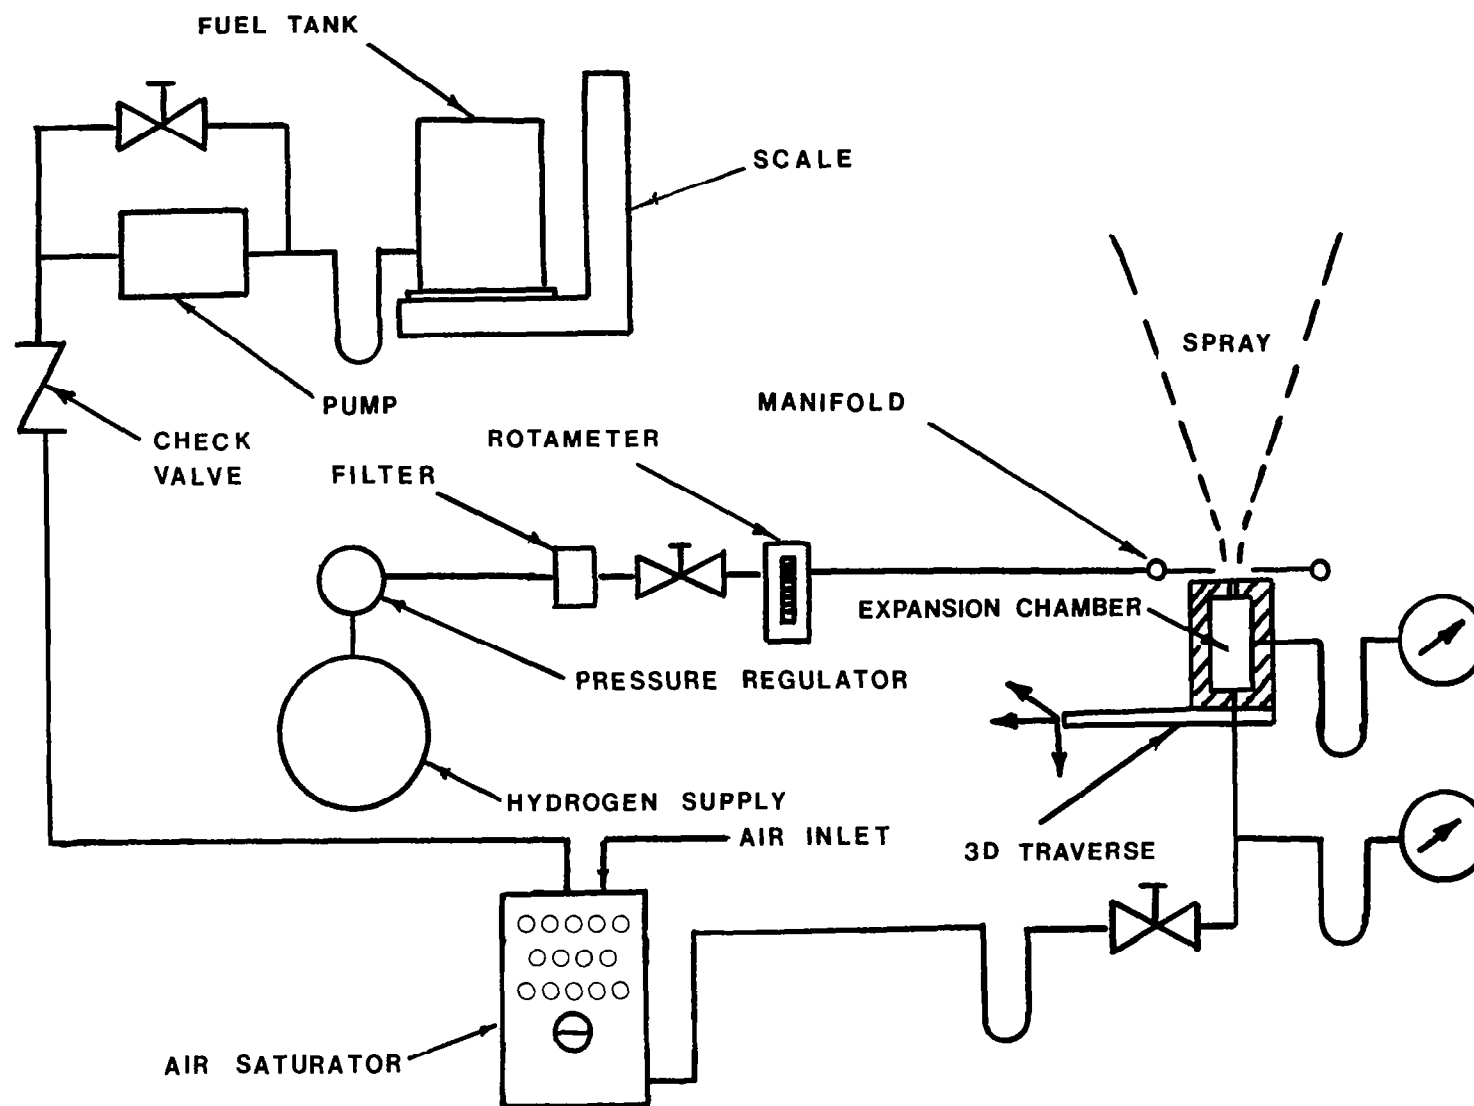 FUEL TANK
SCALE
SPRAY
PUMP
MANIFOLD
CHECK
VALVE
ROTAMETER
FILTER
EXPANSION CHAMBER
PRESSURE REGULATOR
HYDROGEN SUPPLY
AIR INLET
3D TRAVERSE
AIR SATURATOR